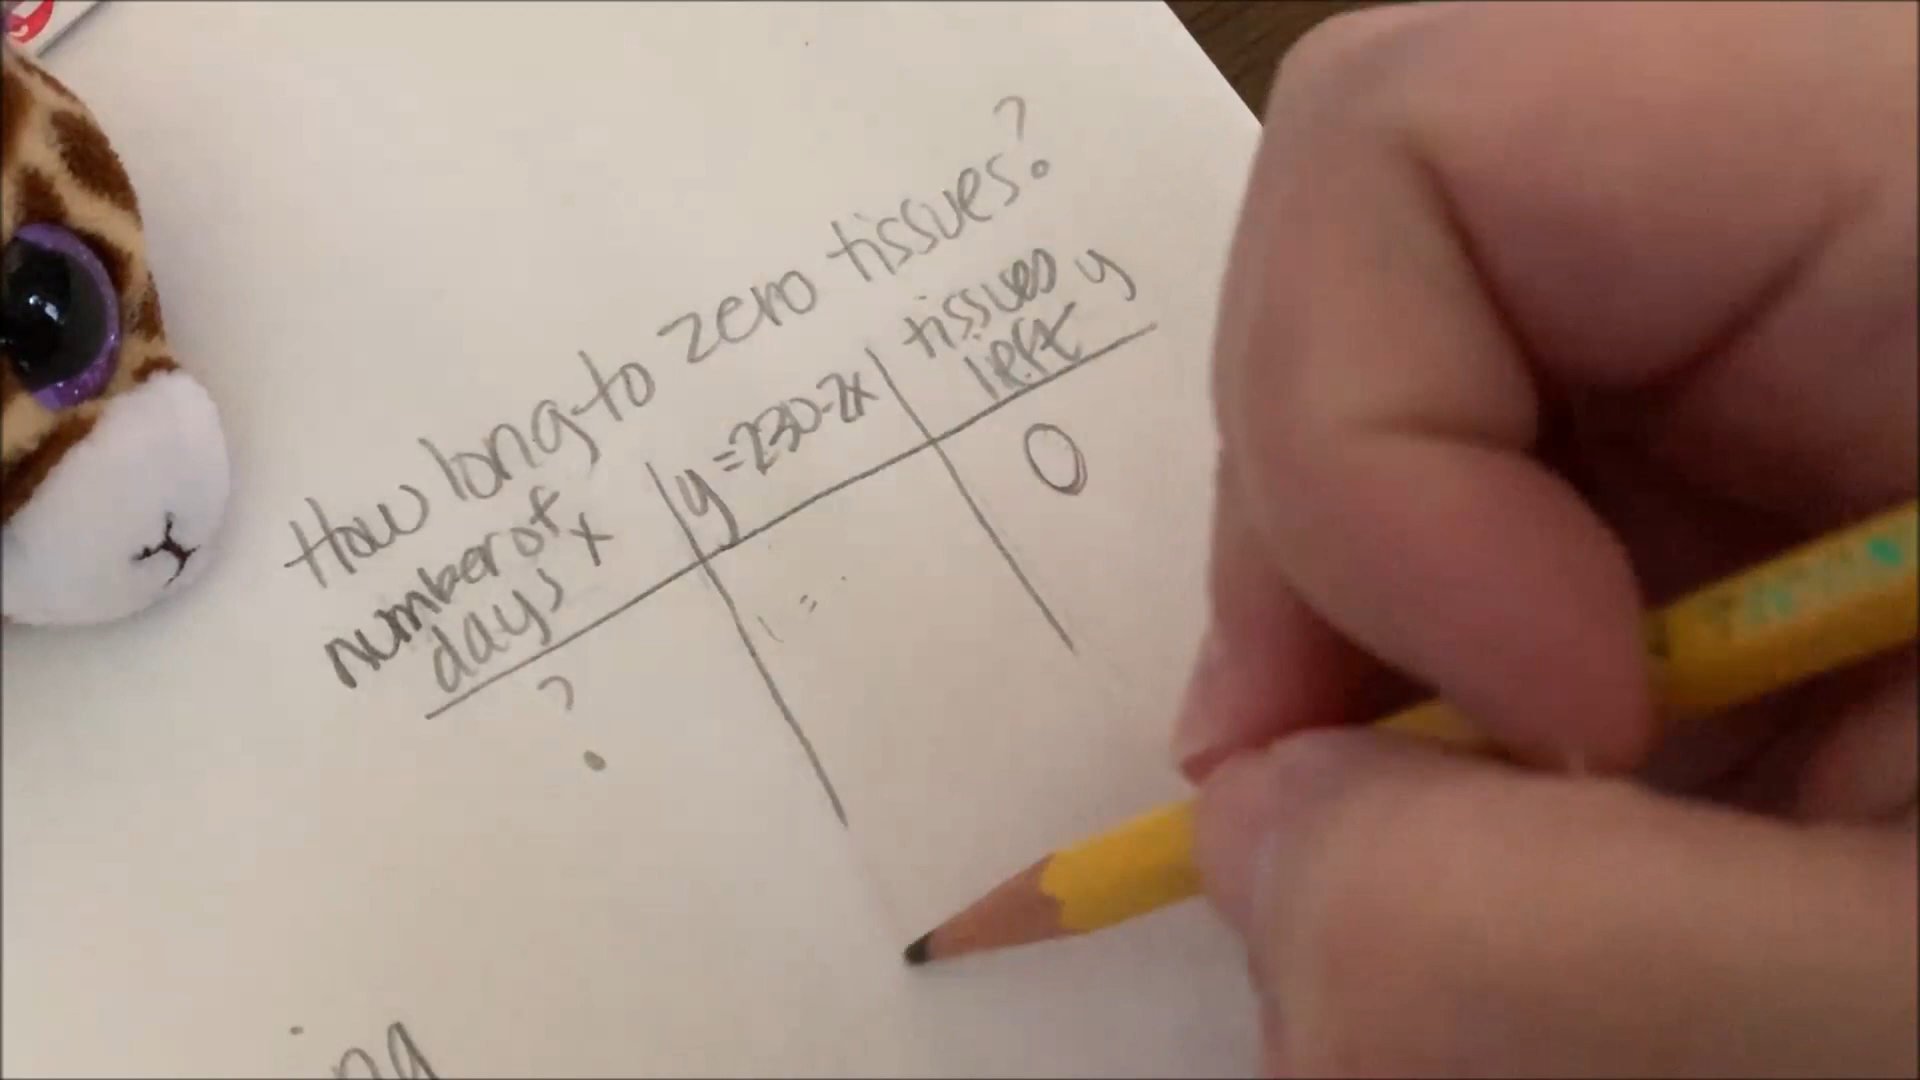 How long to zero tissues?
number of
days x
y=230-2x
tissues y
left
?
=
0